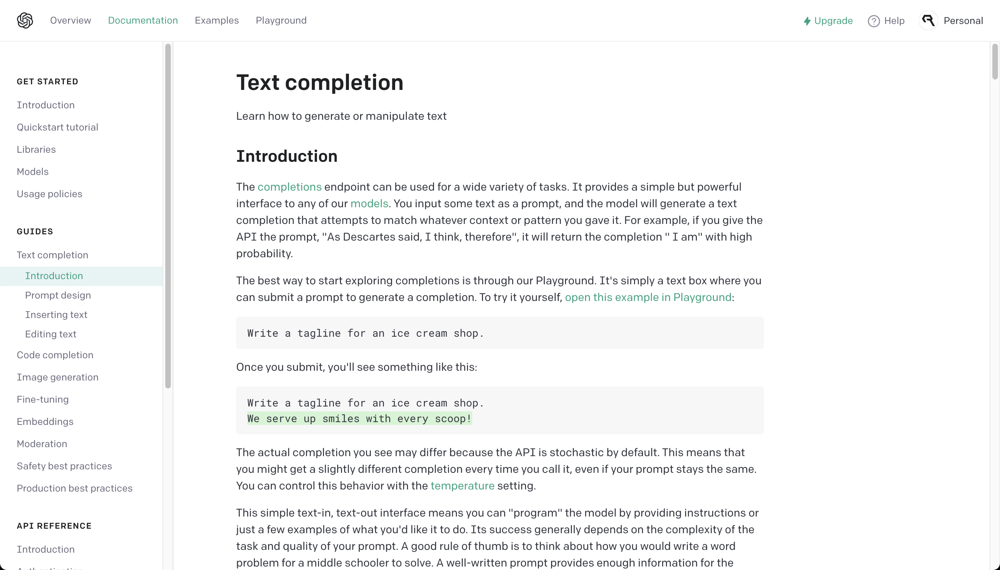 Overview Documentation Examples Playground
Upgrade Help Personal
GET STARTED
Introduction
Quickstart tutorial
Libraries
Models
Usage policies
GUIDES
Text completion
Introduction
Prompt design
Inserting text
Editing text
Code completion
Image generation
Fine-tuning
Embeddings
Moderation
Safety best practices
Production best practices
API REFERENCE
Introduction
Text completion
Learn how to generate or manipulate text
Introduction
The completions endpoint can be used for a wide variety of tasks. It provides a simple but powerful
interface to any of our models. You input some text as a prompt, and the model will generate a text
completion that attempts to match whatever context or pattern you gave it. For example, if you give the
API the prompt, "As Descartes said, I think, therefore", it will return the completion " I am" with high
probability.
The best way to start exploring completions is through our Playground. It's simply a text box where you
can submit a prompt to generate a completion. To try it yourself, open this example in Playground:
Write a tagline for an ice cream shop.
Once you submit, you'll see something like this:
Write a tagline for an ice cream shop.
We serve up smiles with every scoop!
The actual completion you see may differ because the API is stochastic by default. This means that
you might get a slightly different completion every time you call it, even if your prompt stays the same.
You can control this behavior with the temperature setting.
This simple text-in, text-out interface means you can "program" the model by providing instructions or
just a few examples of what you'd like it to do. Its success generally depends on the complexity of the
task and quality of your prompt. A good rule of thumb is to think about how you would write a word
problem for a middle schooler to solve. A well-written prompt provides enough information for the